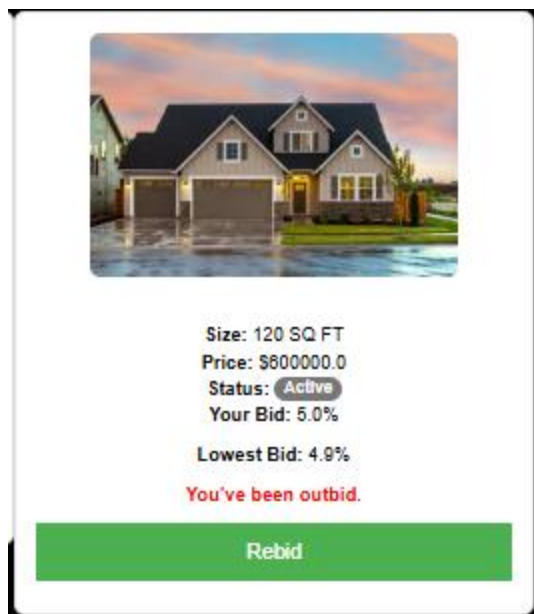 Size: 120 SQ FT
Price: $600000.0
Status: Active
Your Bid: 5.0%
Lowest Bid: 4.9%
You've been outbid.
Rebid